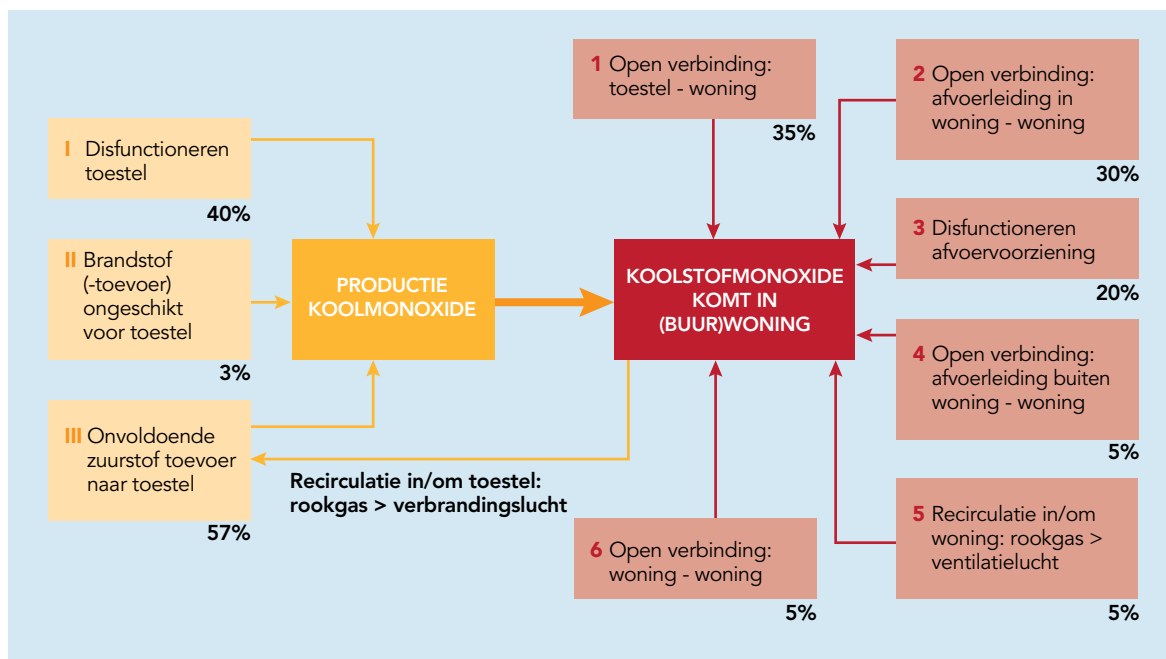 I Disfunctioneren
toestel
40%
II Brandstof
(-toevoer)
ongeschikt
voor toestel
3%
III Onvoldoende
zuurstof toevoer
naar toestel
57%
PRODUCTIE
KOOLMONOXIDE
Recirculatie in/om toestel:
rookgas > verbrandingslucht
KOOLSTOFMONOXIDE
KOMT IN
(BUUR)WONING
1 Open verbinding:
toestel - woning
35%
2 Open verbinding:
afvoerleiding in
woning - woning
30%
3 Disfunctioneren
afvoervoorziening
20%
4 Open verbinding:
afvoerleiding buiten
woning - woning
5%
5 Recirculatie in/om
woning: rookgas >
ventilatielucht
5%
6 Open verbinding:
woning - woning
5%